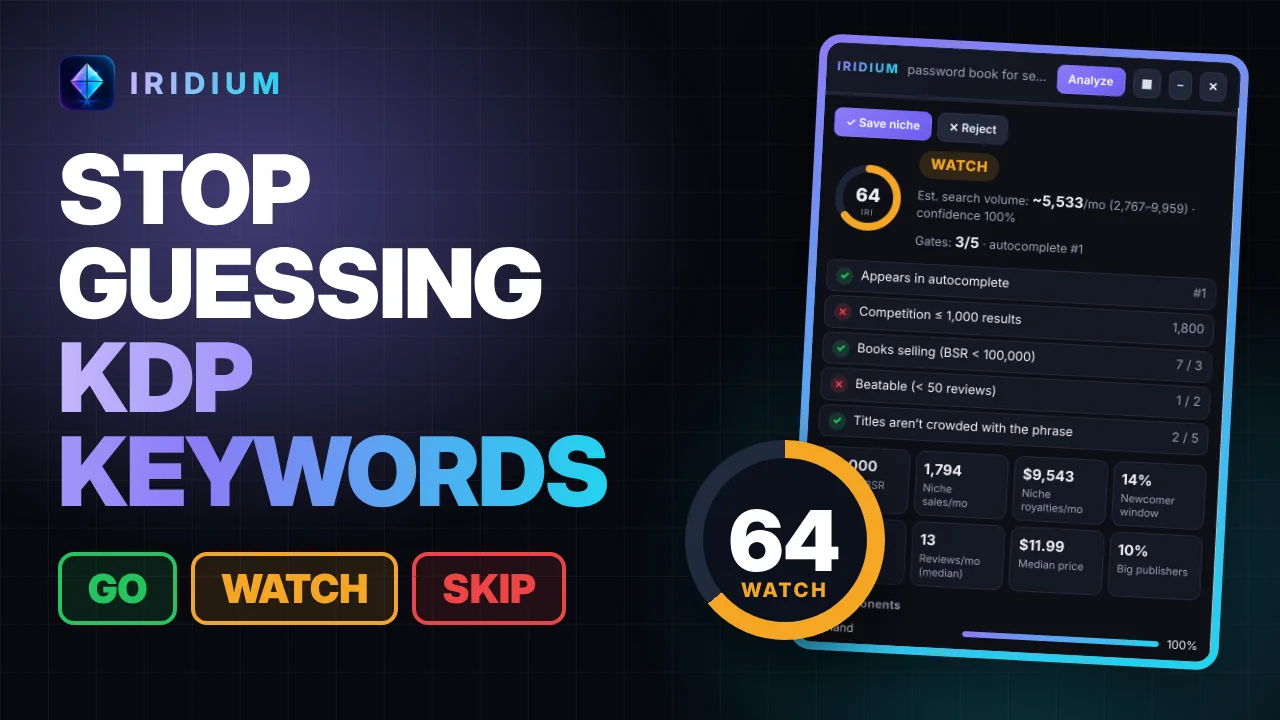 IRIDIUM
STOP
GUESSING
KDP
KEYWORDS
GO
WATCH
SKIP
IRIDIUM password book for se... Analyze
✓ Save niche ✕ Reject
64
IRI
WATCH
Est. search volume: ~5,533/mo (2,767–9,959) ·
confidence 100%
Gates: 3/5 · autocomplete #1
Appears in autocomplete #1
Competition ≤ 1,000 results 1,800
Books selling (BSR < 100,000) 7 / 3
Beatable (< 50 reviews) 1 / 2
Titles aren't crowded with the phrase 2 / 5
1,794
Niche
sales/mo
$9,543
Niche
royalties/mo
14%
Newcomer
window
13
Reviews/mo
(median)
$11.99
Median price
10%
Big publishers
100%
64
WATCH